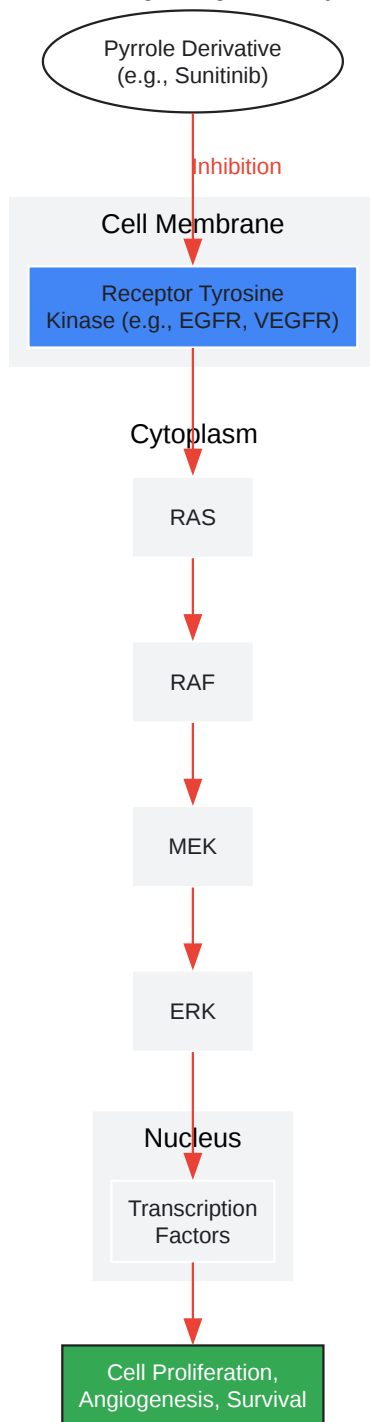 Pyrrole Derivative
(e.g., Sunitinib)
Inhibition
Cell Membrane
Receptor Tyrosine
Kinase (e.g., EGFR, VEGFR)
Cytoplasm
RAS
RAF
MEK
ERK
Nucleus
Transcription
Factors
Cell Proliferation,
Angiogenesis, Survival